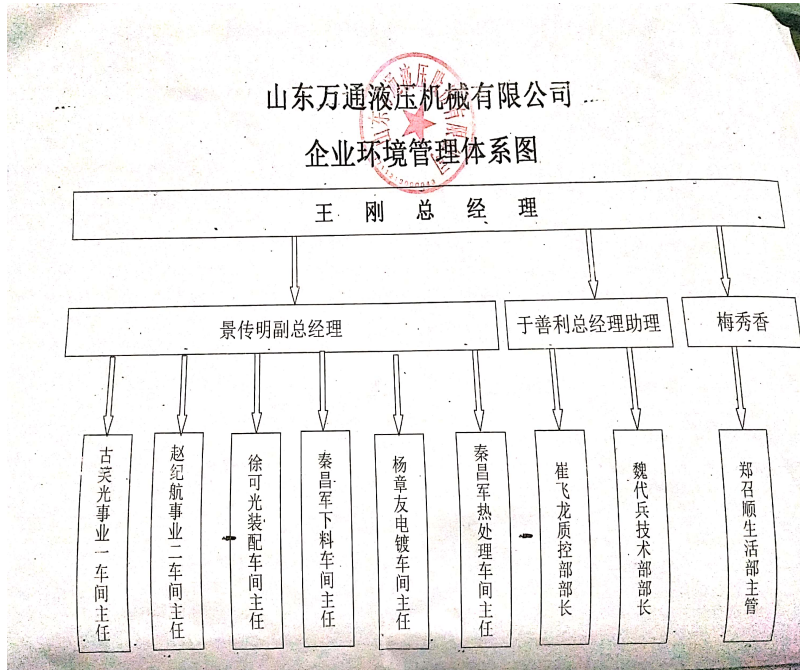 山东万通液压机械有限公司
企业环境管理体系图
王刚总经理
景传明副总经理
于善利总经理助理
梅秀香
古笑光事业一车间主任
赵纪航事业二车间主任
徐可光装配车间主任
秦昌军下料车间主任
杨章友电镀车间主任
秦昌军热处理车间主任
崔飞龙质控部部长
魏代兵技术部部长
郑召顺生活部主管